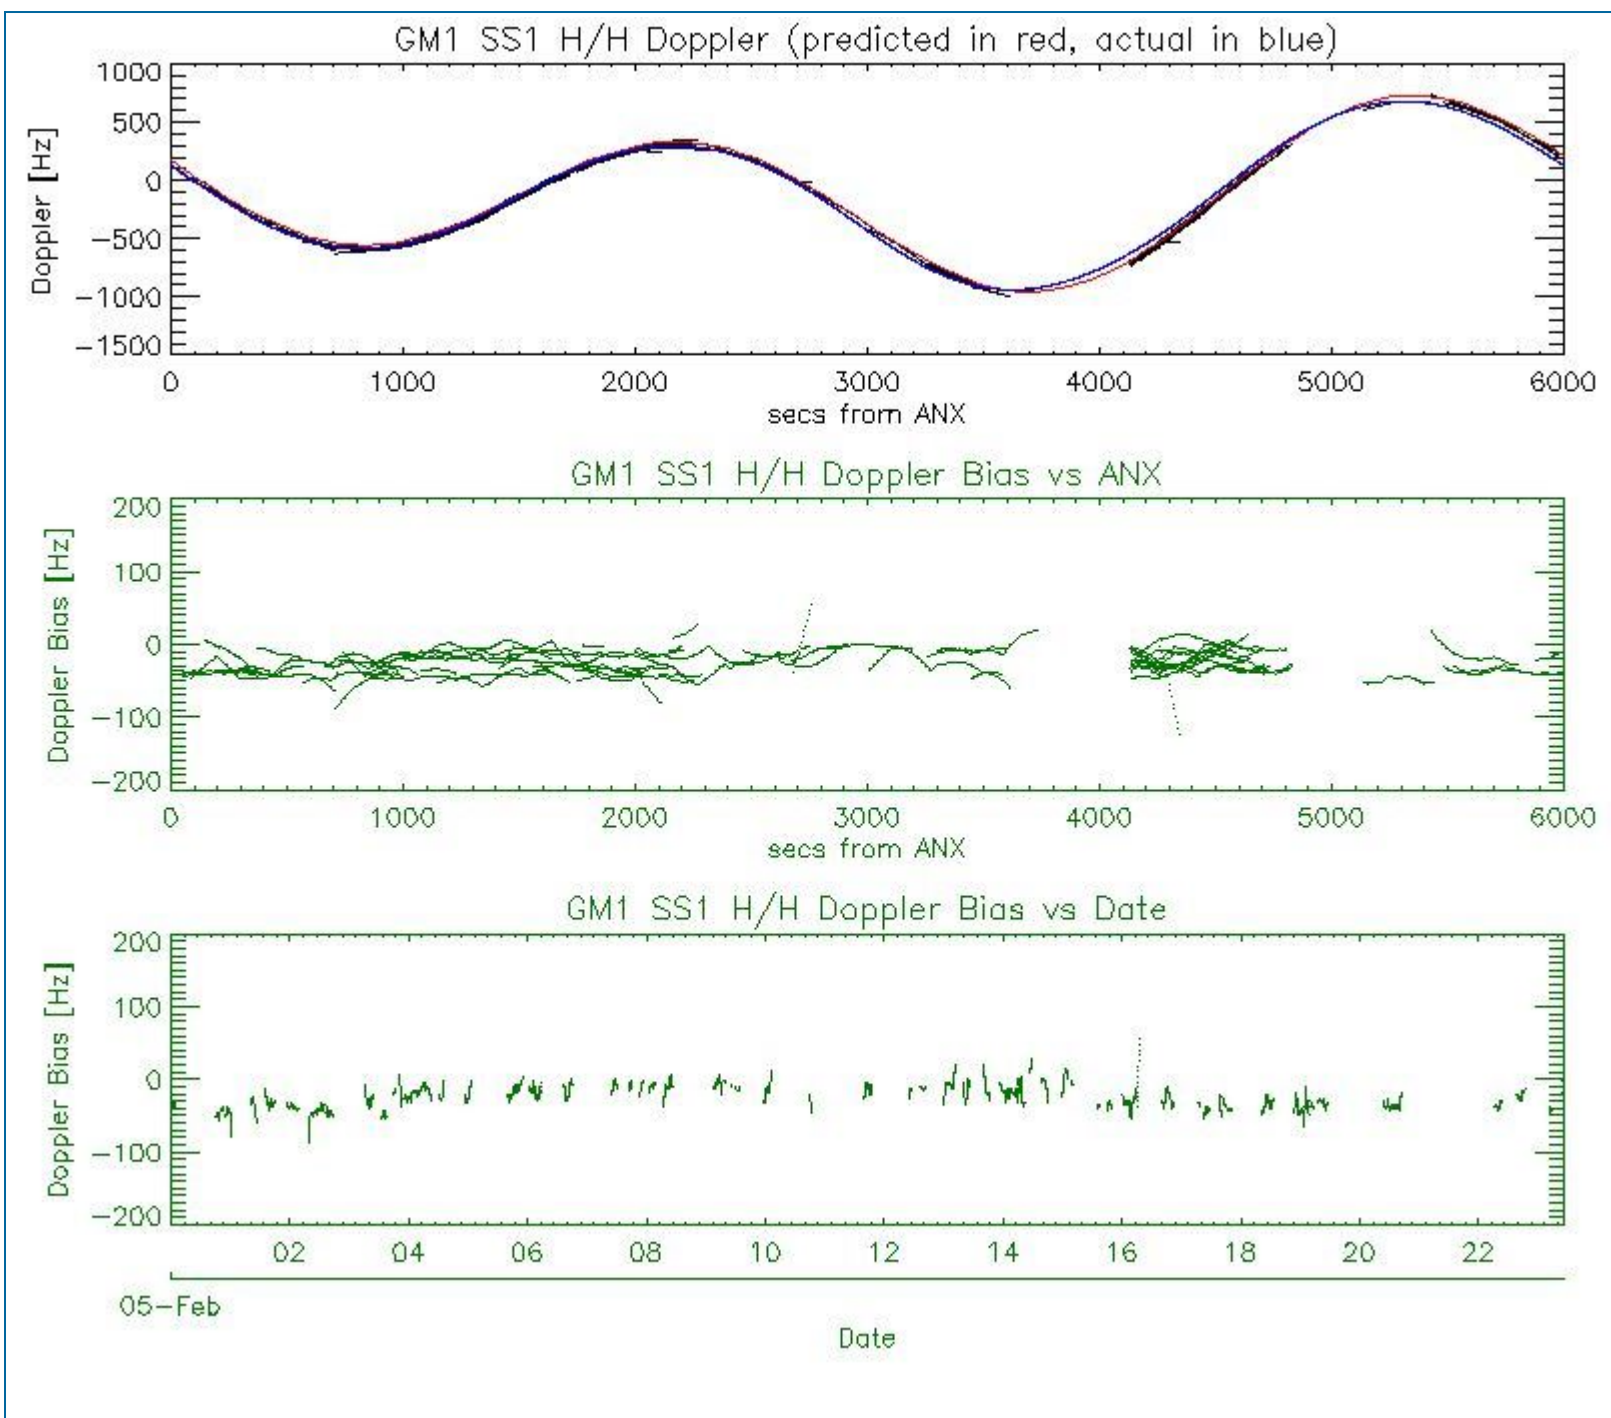 GM1 SS1 H/H Doppler (predicted in red, actual in blue)
Doppler [Hz]
1000
500
0
−500
−1000
−1500
0 1000 2000 3000 4000 5000 6000
secs from ANX
GM1 SS1 H/H Doppler Bias vs ANX
Doppler Bias [Hz]
200
100
0
−100
−200
0 1000 2000 3000 4000 5000 6000
secs from ANX
GM1 SS1 H/H Doppler Bias vs Date
Doppler Bias [Hz]
200
100
0
−100
−200
02 04 06 08 10 12 14 16 18 20 22
05−Feb
Date